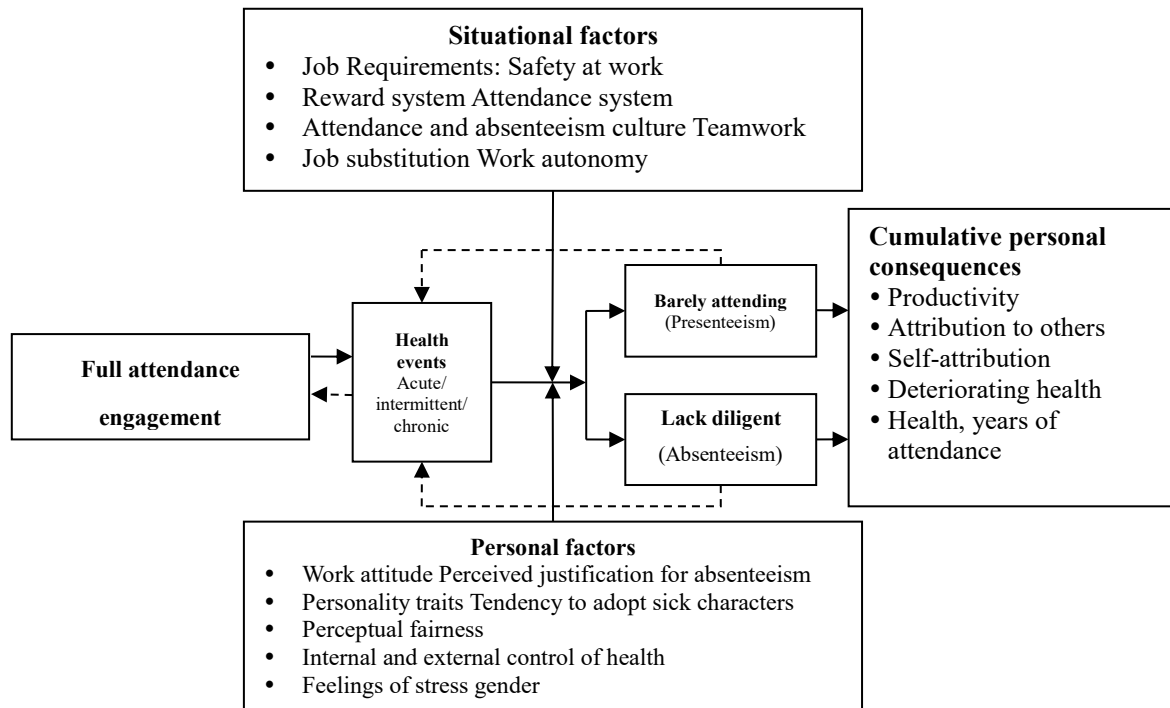 Situational factors
• Job Requirements: Safety at work
• Reward system Attendance system
• Attendance and absenteeism culture Teamwork
• Job substitution Work autonomy
Full attendance
engagement
Health
events
Acute/
intermittent/
chronic
Barely attending
(Presenteeism)
Lack diligent
(Absenteeism)
Cumulative personal
consequences
• Productivity
• Attribution to others
• Self-attribution
• Deteriorating health
• Health, years of
attendance
Personal factors
• Work attitude Perceived justification for absenteeism
• Personality traits Tendency to adopt sick characters
• Perceptual fairness
• Internal and external control of health
• Feelings of stress gender